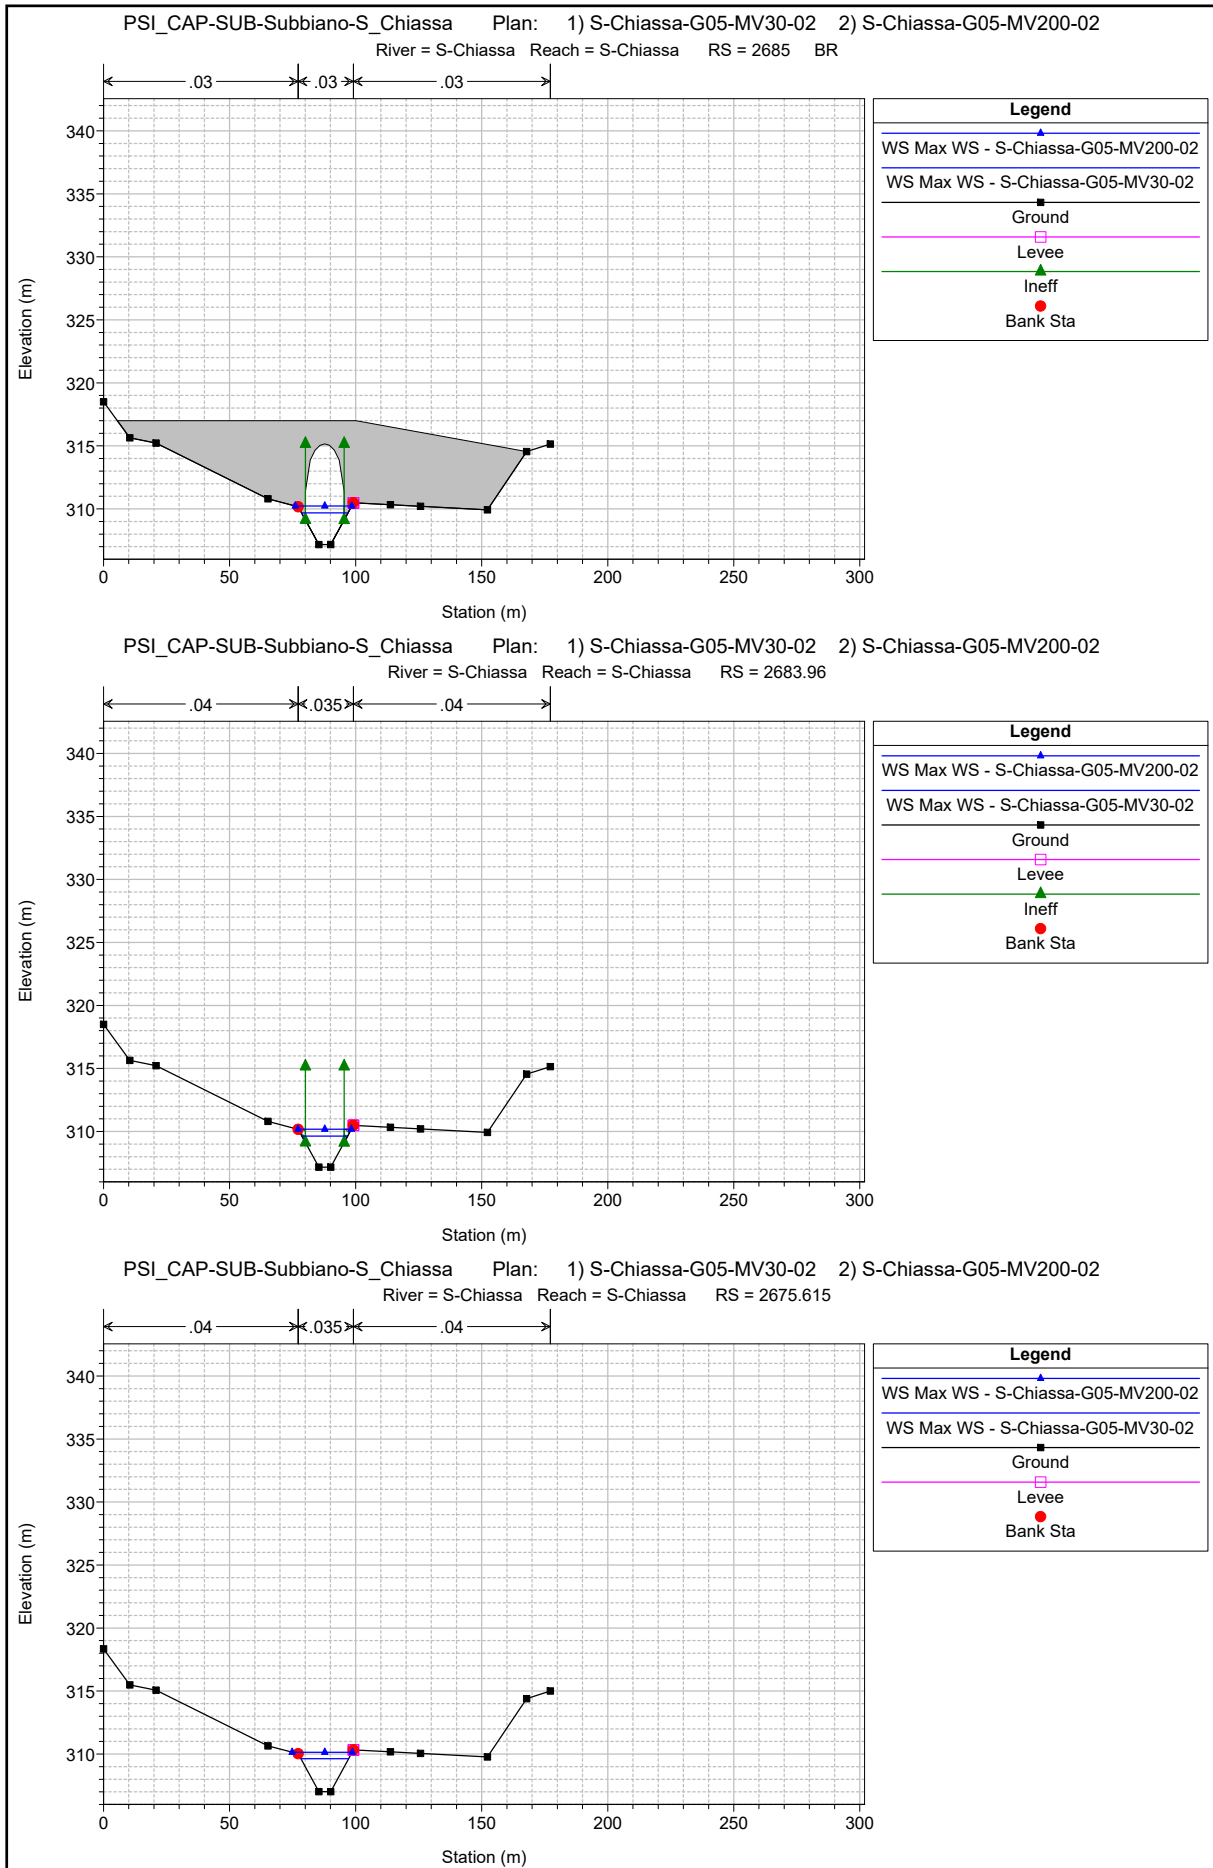 PSI_CAP-SUB-Subbiano-S_Chiassa Plan: 1) S-Chiassa-G05-MV30-02 2) S-Chiassa-G05-MV200-02
River = S-Chiassa Reach = S-Chiassa RS = 2685 BR
.03 .03 .03
Legend
WS Max WS - S-Chiassa-G05-MV200-02
WS Max WS - S-Chiassa-G05-MV30-02
Ground
Levee
Ineff
Bank Sta
340
335
330
325
320
315
310
Elevation (m)
0 50 100 150 200 250 300
Station (m)
PSI_CAP-SUB-Subbiano-S_Chiassa Plan: 1) S-Chiassa-G05-MV30-02 2) S-Chiassa-G05-MV200-02
River = S-Chiassa Reach = S-Chiassa RS = 2683.96
.04 .035 .04
Legend
WS Max WS - S-Chiassa-G05-MV200-02
WS Max WS - S-Chiassa-G05-MV30-02
Ground
Levee
Ineff
Bank Sta
340
335
330
325
320
315
310
Elevation (m)
0 50 100 150 200 250 300
Station (m)
PSI_CAP-SUB-Subbiano-S_Chiassa Plan: 1) S-Chiassa-G05-MV30-02 2) S-Chiassa-G05-MV200-02
River = S-Chiassa Reach = S-Chiassa RS = 2675.615
.04 .035 .04
Legend
WS Max WS - S-Chiassa-G05-MV200-02
WS Max WS - S-Chiassa-G05-MV30-02
Ground
Levee
Bank Sta
340
335
330
325
320
315
310
Elevation (m)
0 50 100 150 200 250 300
Station (m)